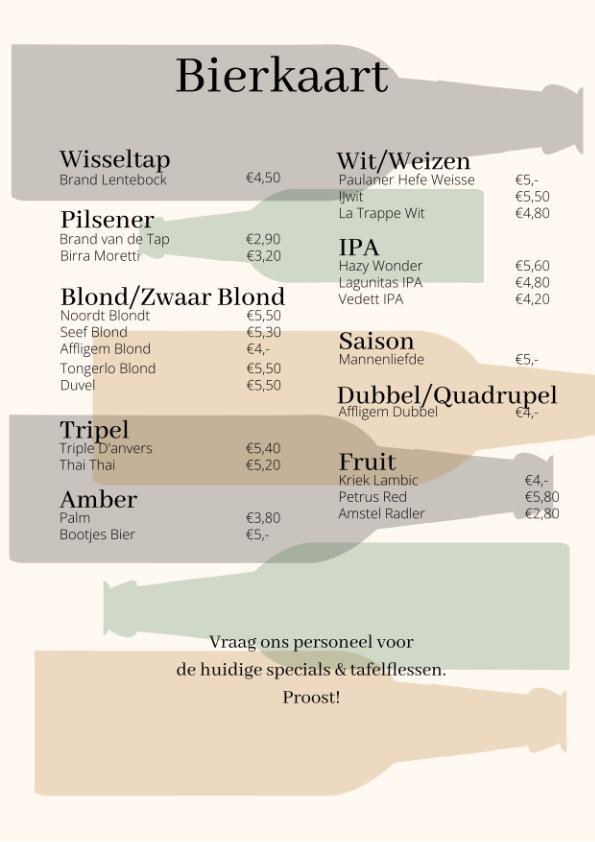 Bierkaart
Wisseltap
Brand Lentebock €4,50
Pilsener
Brand van de Tap €2,90
Birra Moretti €3,20
Blond/Zwaar Blond
Noordt Blondt €5,50
Seef Blond €5,30
Affligem Blond €4,-
Tongerlo Blond €5,50
Duvel €5,50
Tripel
Triple D'anvers €5,40
Thai Thai €5,20
Amber
Palm €3,80
Bootjes Bier €5,-
Wit/Weizen
Paulaner Hefe Weisse €5,-
IJwit €5,50
La Trappe Wit €4,80
IPA
Hazy Wonder €5,60
Lagunitas IPA €4,80
Vedett IPA €4,20
Saison
Mannenliefde €5,-
Dubbel/Quadrupel
Affligem Dubbel €4,-
Fruit
Kriek Lambic €4,-
Petrus Red €5,80
Amstel Radler €2,80
Vraag ons personeel voor
de huidige specials & tafelflessen.
Proost!